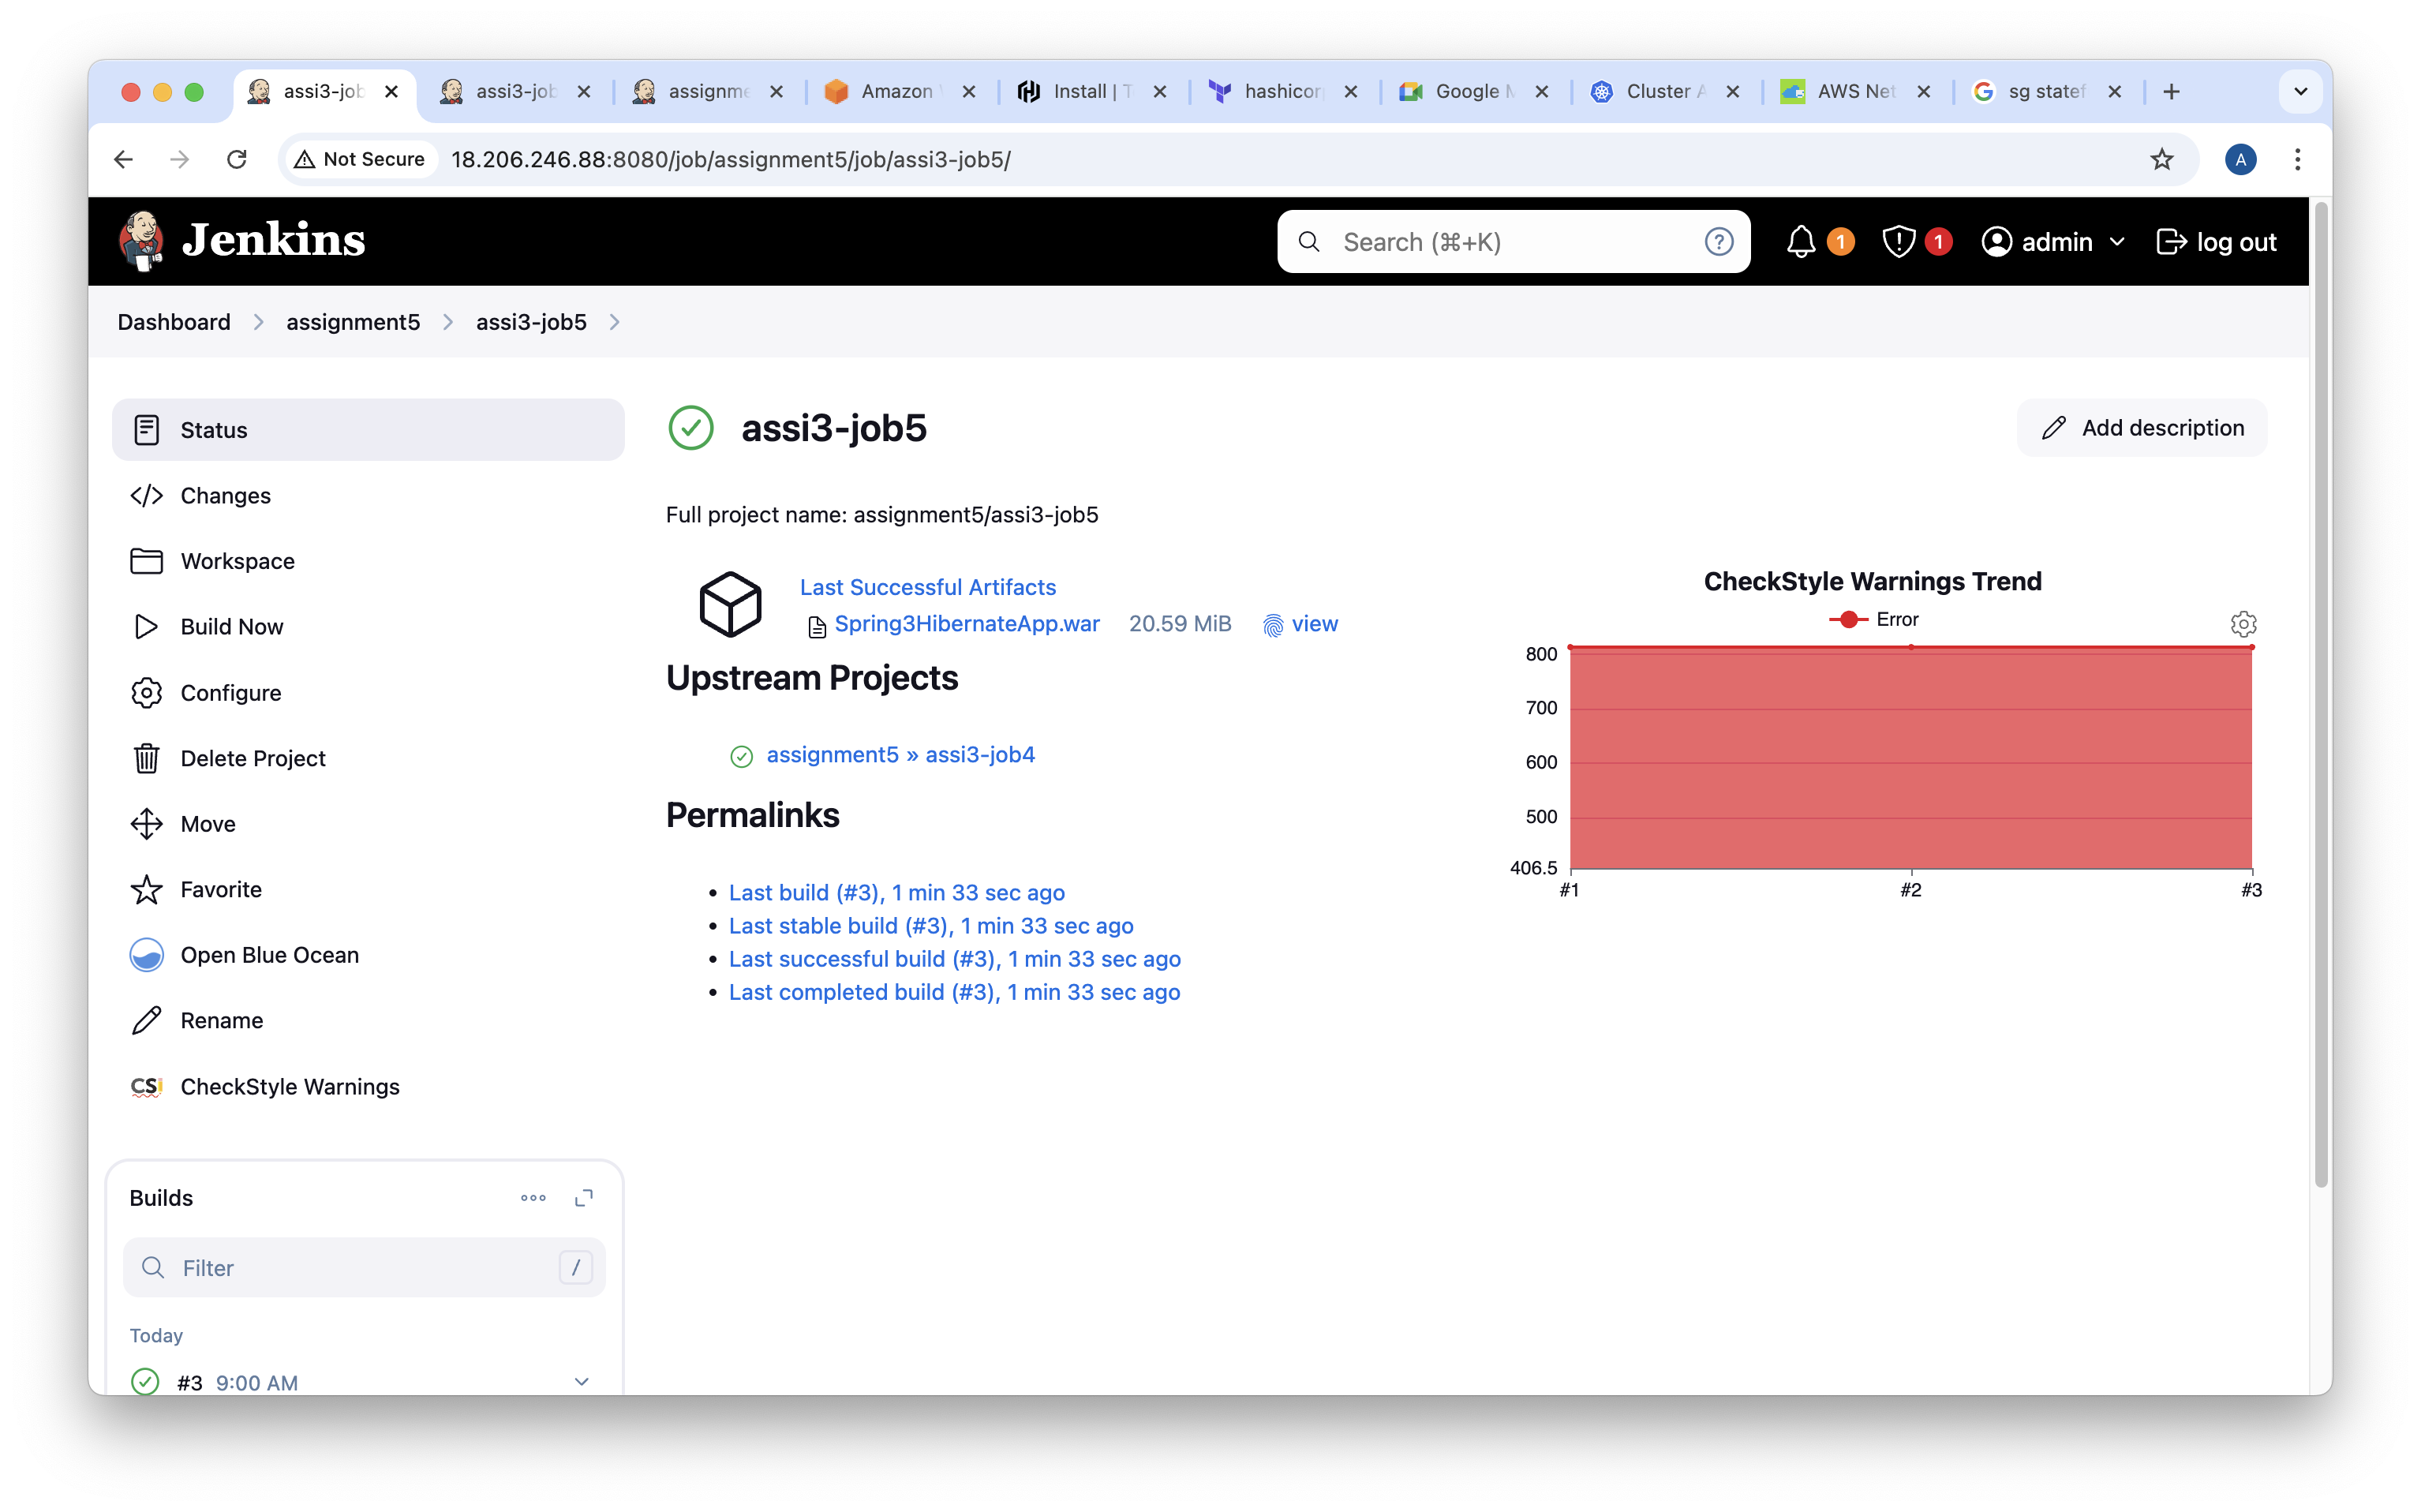 assi3-job
assi3-job
assignme
Amazon
Install | T
hashicor
Google M
Cluster A
AWS Net
sg statef
Not Secure
18.206.246.88:8080/job/assignment5/job/assi3-job5/
A
Jenkins
Search (⌘+K)
?
1
1
admin
log out
Dashboard
assignment5
assi3-job5
Status
Changes
Workspace
Build Now
Configure
Delete Project
Move
Favorite
Open Blue Ocean
Rename
CheckStyle Warnings
Builds
Filter
/
Today
#3 9:00 AM
assi3-job5
Add description
Full project name: assignment5/assi3-job5
Last Successful Artifacts
Spring3HibernateApp.war 20.59 MiB view
Upstream Projects
assignment5 » assi3-job4
Permalinks
Last build (#3), 1 min 33 sec ago
Last stable build (#3), 1 min 33 sec ago
Last successful build (#3), 1 min 33 sec ago
Last completed build (#3), 1 min 33 sec ago
CheckStyle Warnings Trend
Error
800
700
600
500
406.5
#1
#2
#3